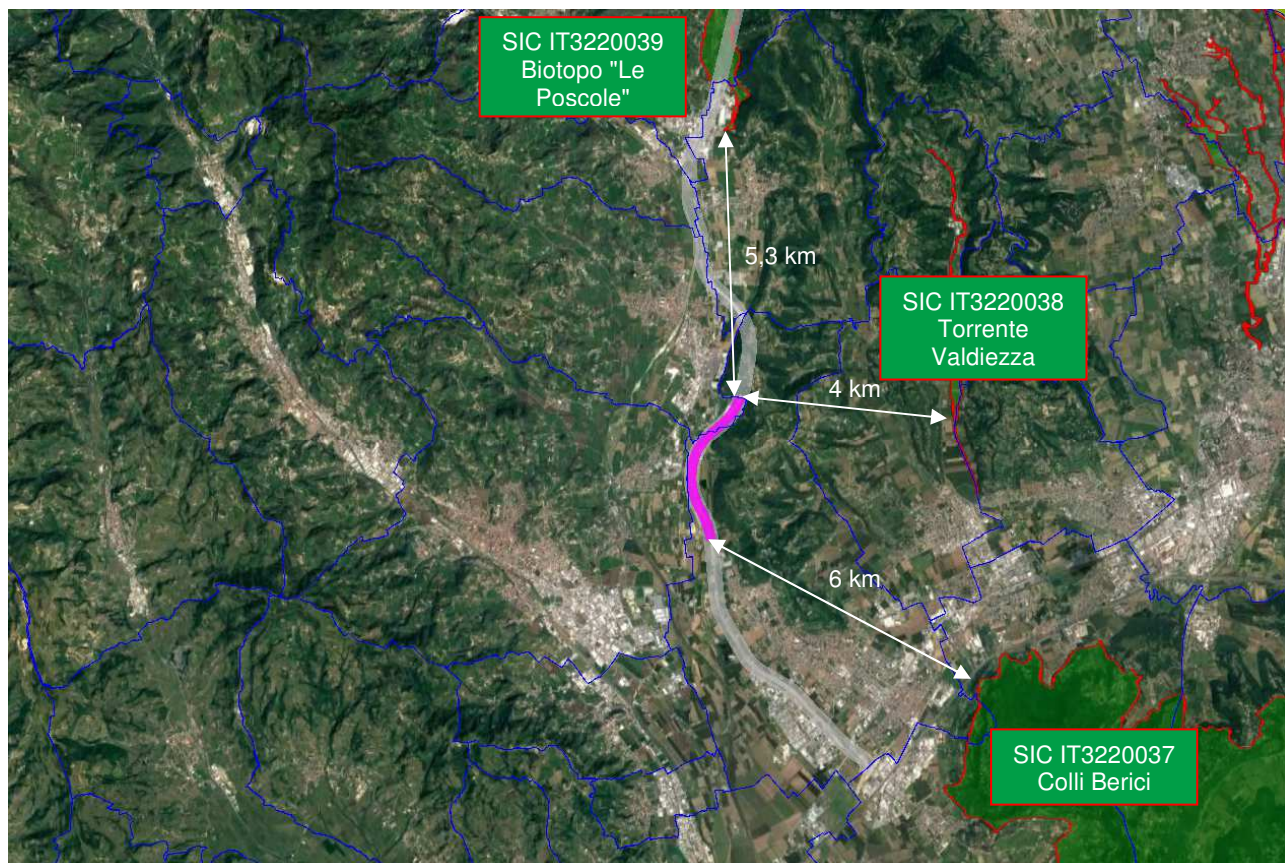 SIC IT3220039
Biotopo "Le
Poscole"
5,3 km
SIC IT3220038
Torrente
Valdiezza
4 km
6 km
SIC IT3220037
Colli Berici